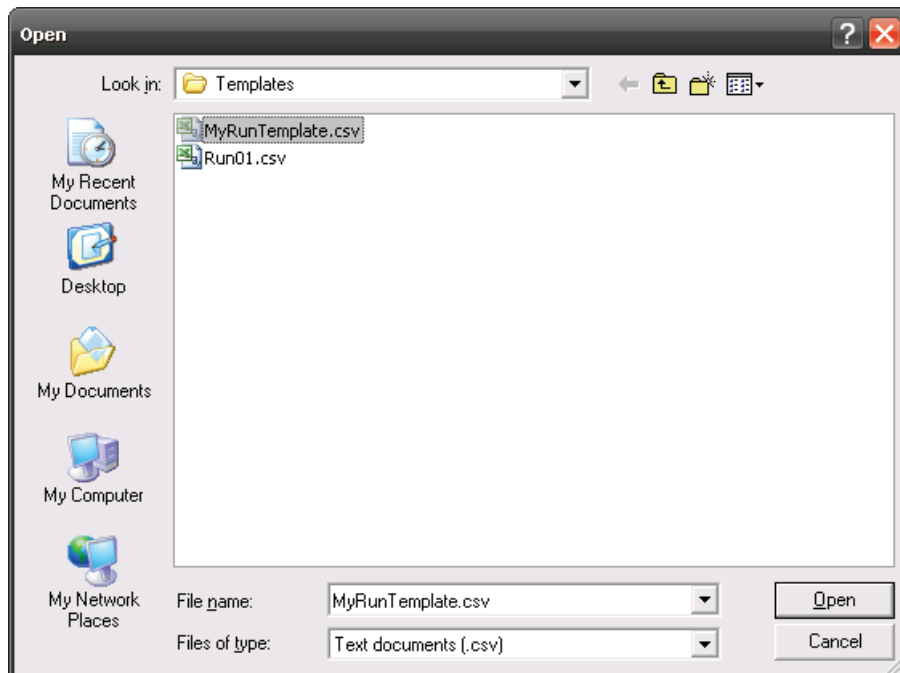 Open
Look in: Templates
MyRunTemplate.csv
Run01.csv
My Recent
Documents
Desktop
My Documents
My Computer
My Network
Places
File name: MyRunTemplate.csv
Open
Files of type: Text documents (.csv)
Cancel